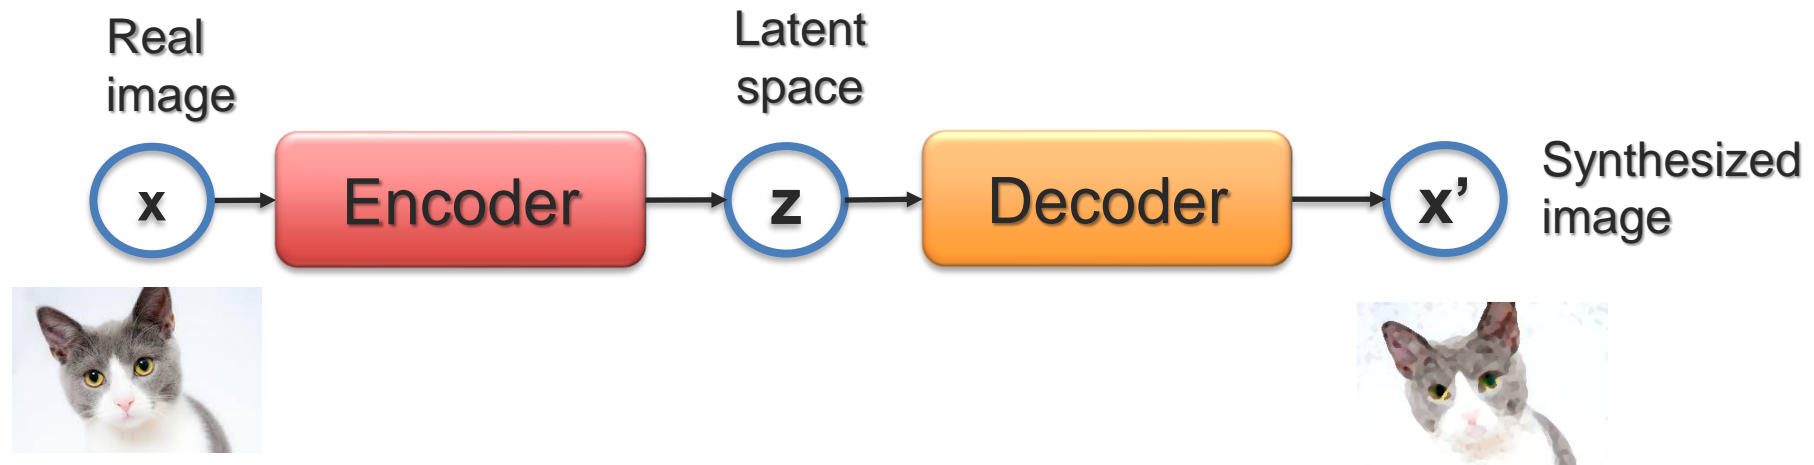 Real
image
Latent
space
x
Encoder
z
Decoder
x’
Synthesized
image